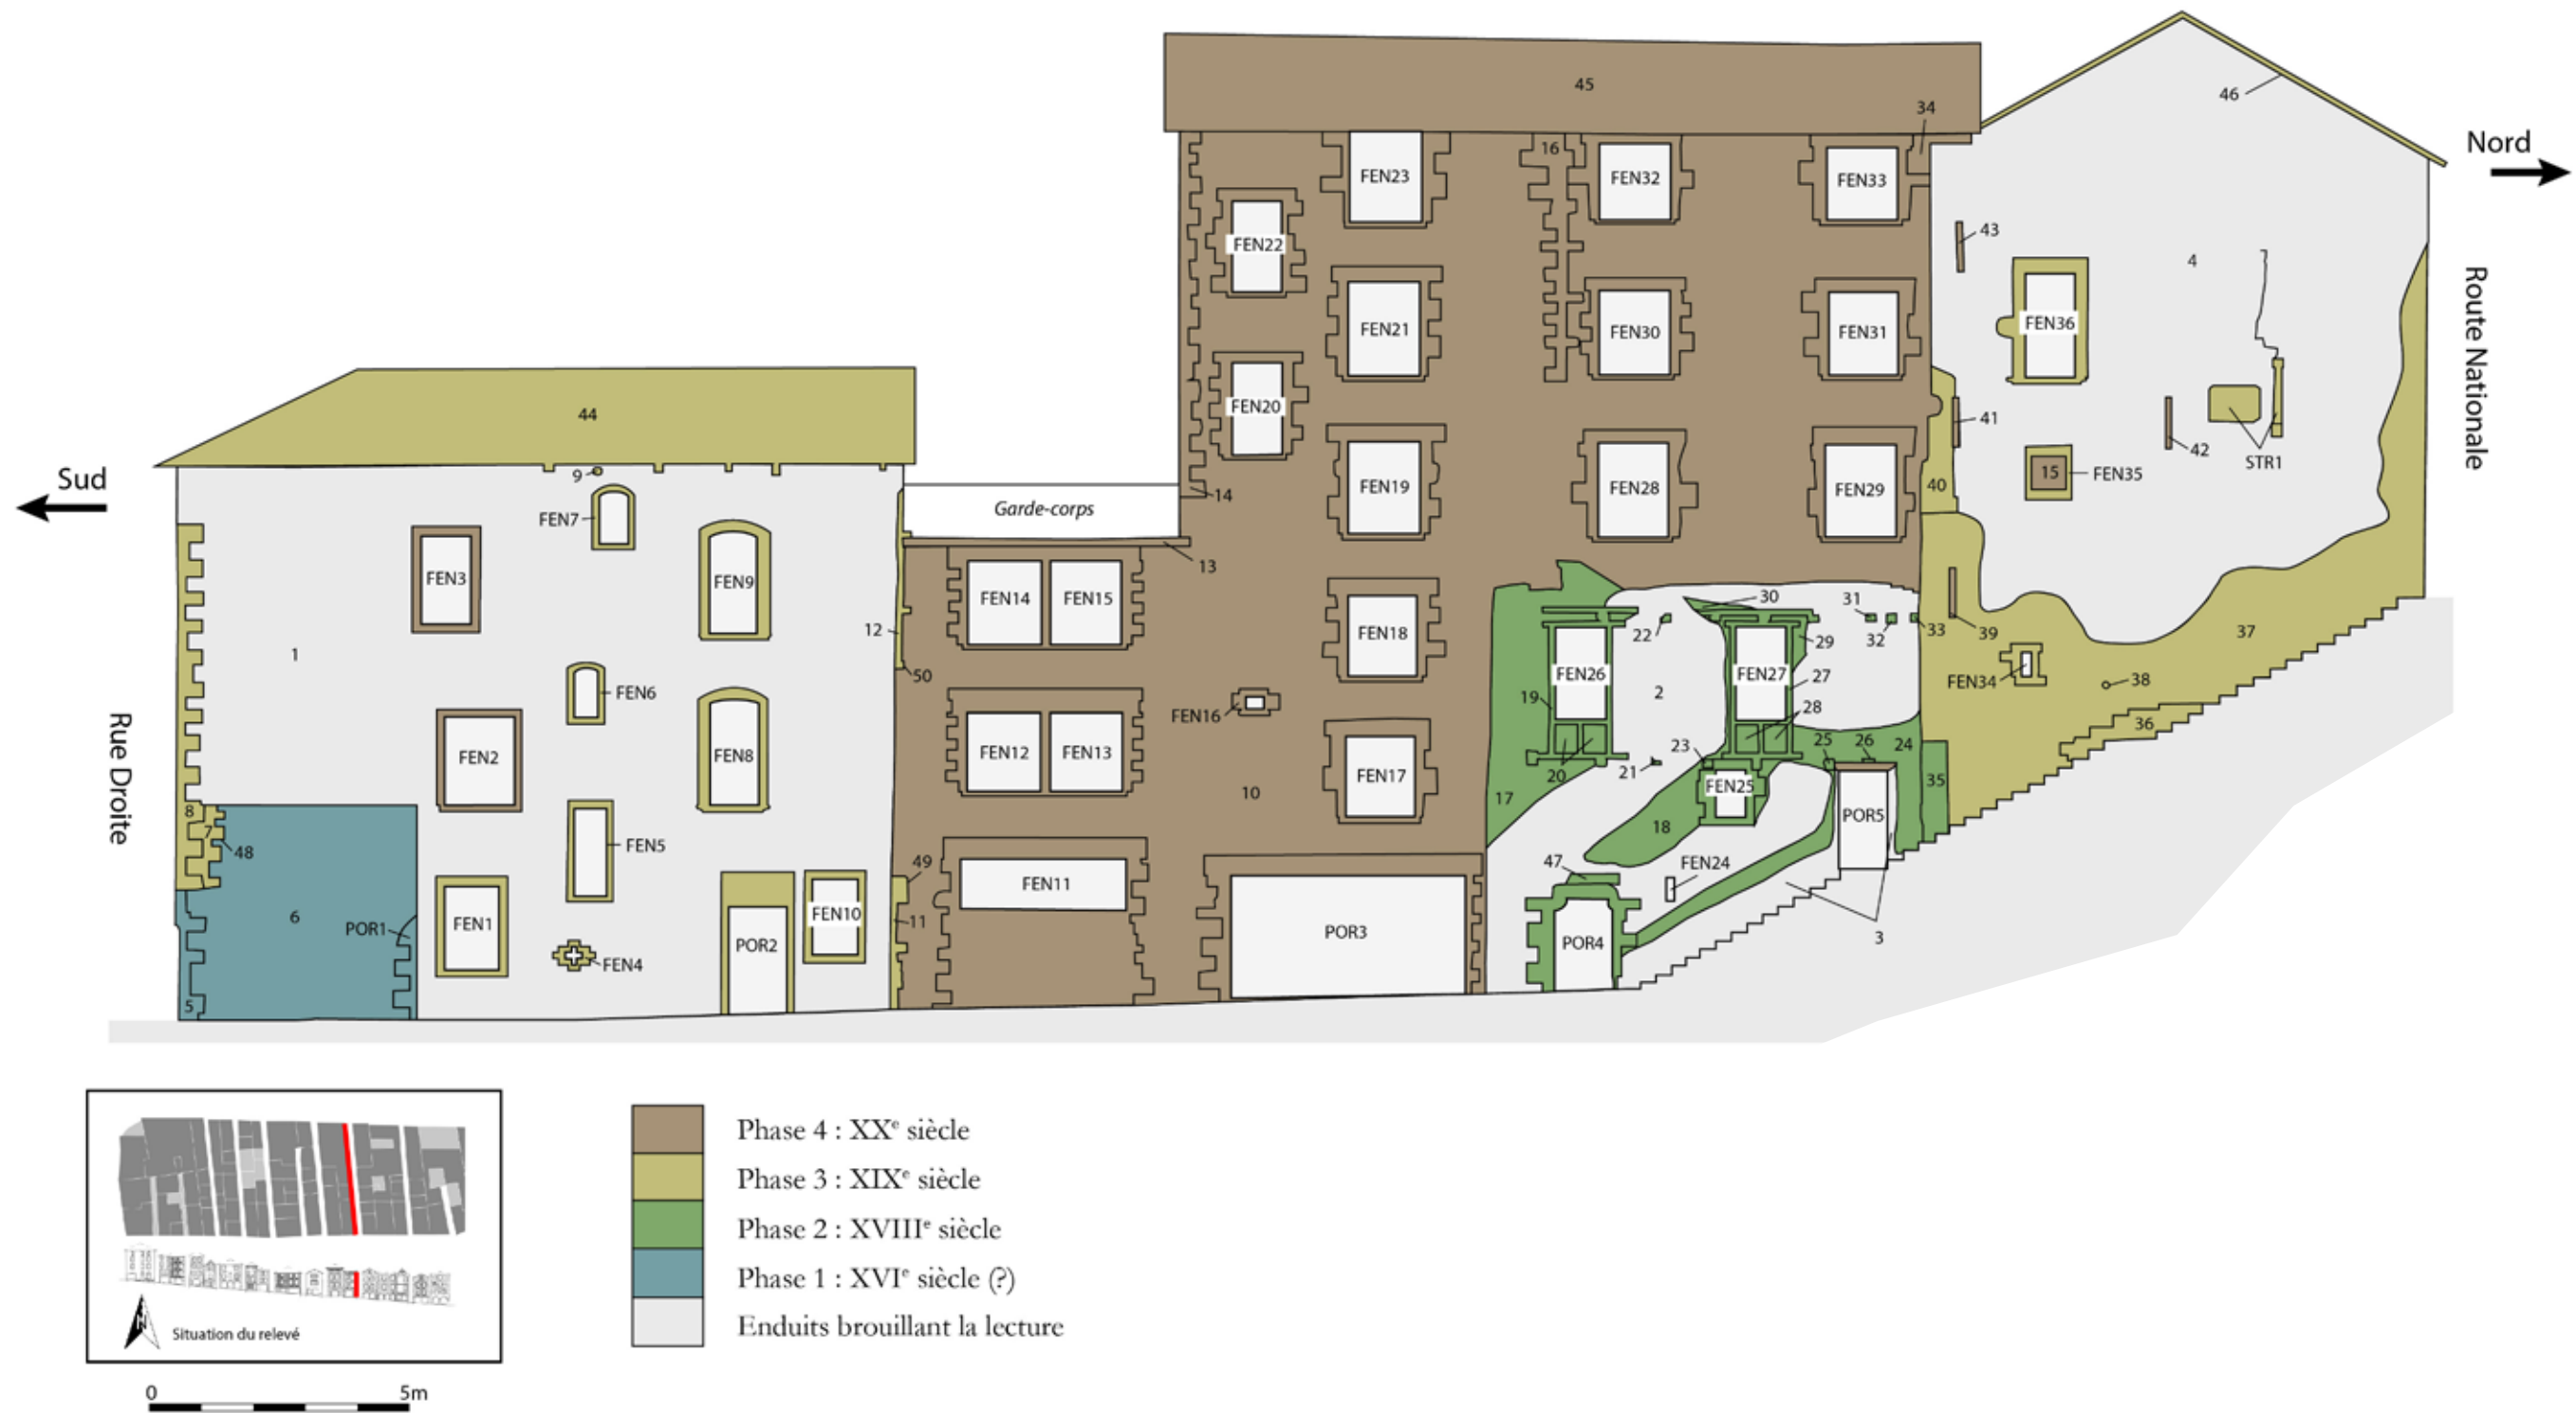 45
34
46
Nord
16
FEN23
FEN32
FEN33
43
FEN22
4
Route Nationale
FEN36
FEN21
FEN30
FEN31
FEN20
44
41
42
STR1
9
Sud
FEN7
14
FEN19
FEN28
FEN29
40
15
FEN35
Garde-corps
13
FEN3
FEN9
FEN14
FEN15
12
50
1
FEN6
FEN18
30
31
22
29
32
33
39
37
FEN26
FEN27
27
2
19
28
FEN34
38
36
Rue Droite
FEN2
FEN8
FEN12
FEN13
FEN16
10
FEN17
23
25
26
24
21
20
17
FEN25
35
8
7
48
FEN5
18
POR5
49
FEN11
47
FEN24
6
POR1
FEN1
FEN10
11
POR3
POR2
POR4
3
FEN4
5
Phase 4 : XXe siècle
Phase 3 : XIXe siècle
Phase 2 : XVIIIe siècle
Phase 1 : XVIe siècle (?)
Enduits brouillant la lecture
N
Situation du relevé
0 5m